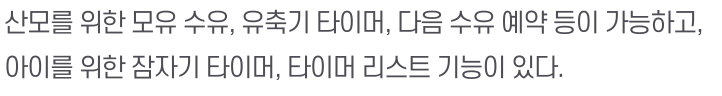 산모를 위한 모유 수유, 유축기 타이머, 다음 수유 예약 등이 가능하고,
아이를 위한 잠자기 타이머, 타이머 리스트 기능이 있다.